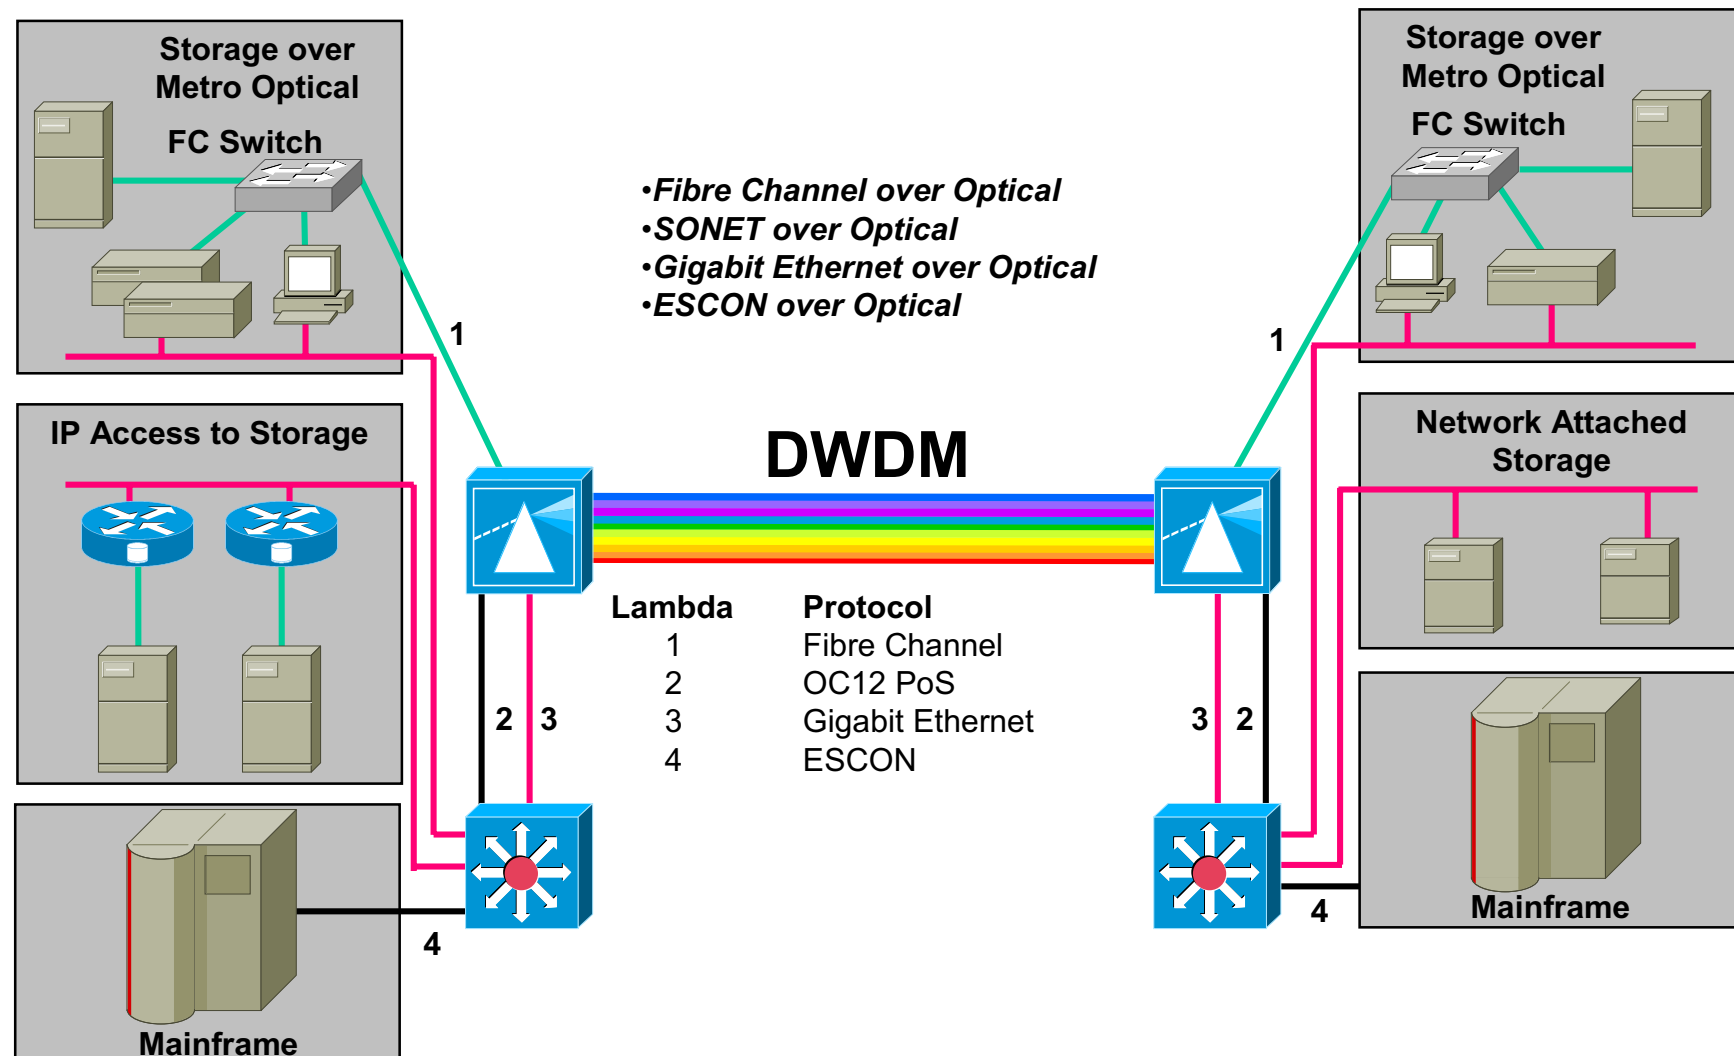 Storage over
Metro Optical
FC Switch
1
IP Access to Storage
Mainframe
4
•Fibre Channel over Optical
•SONET over Optical
•Gigabit Ethernet over Optical
•ESCON over Optical
DWDM
Lambda Protocol
1 Fibre Channel
2 OC12 PoS
3 Gigabit Ethernet
4 ESCON
2 3
3 2
Storage over
Metro Optical
FC Switch
1
Network Attached
Storage
Mainframe
4